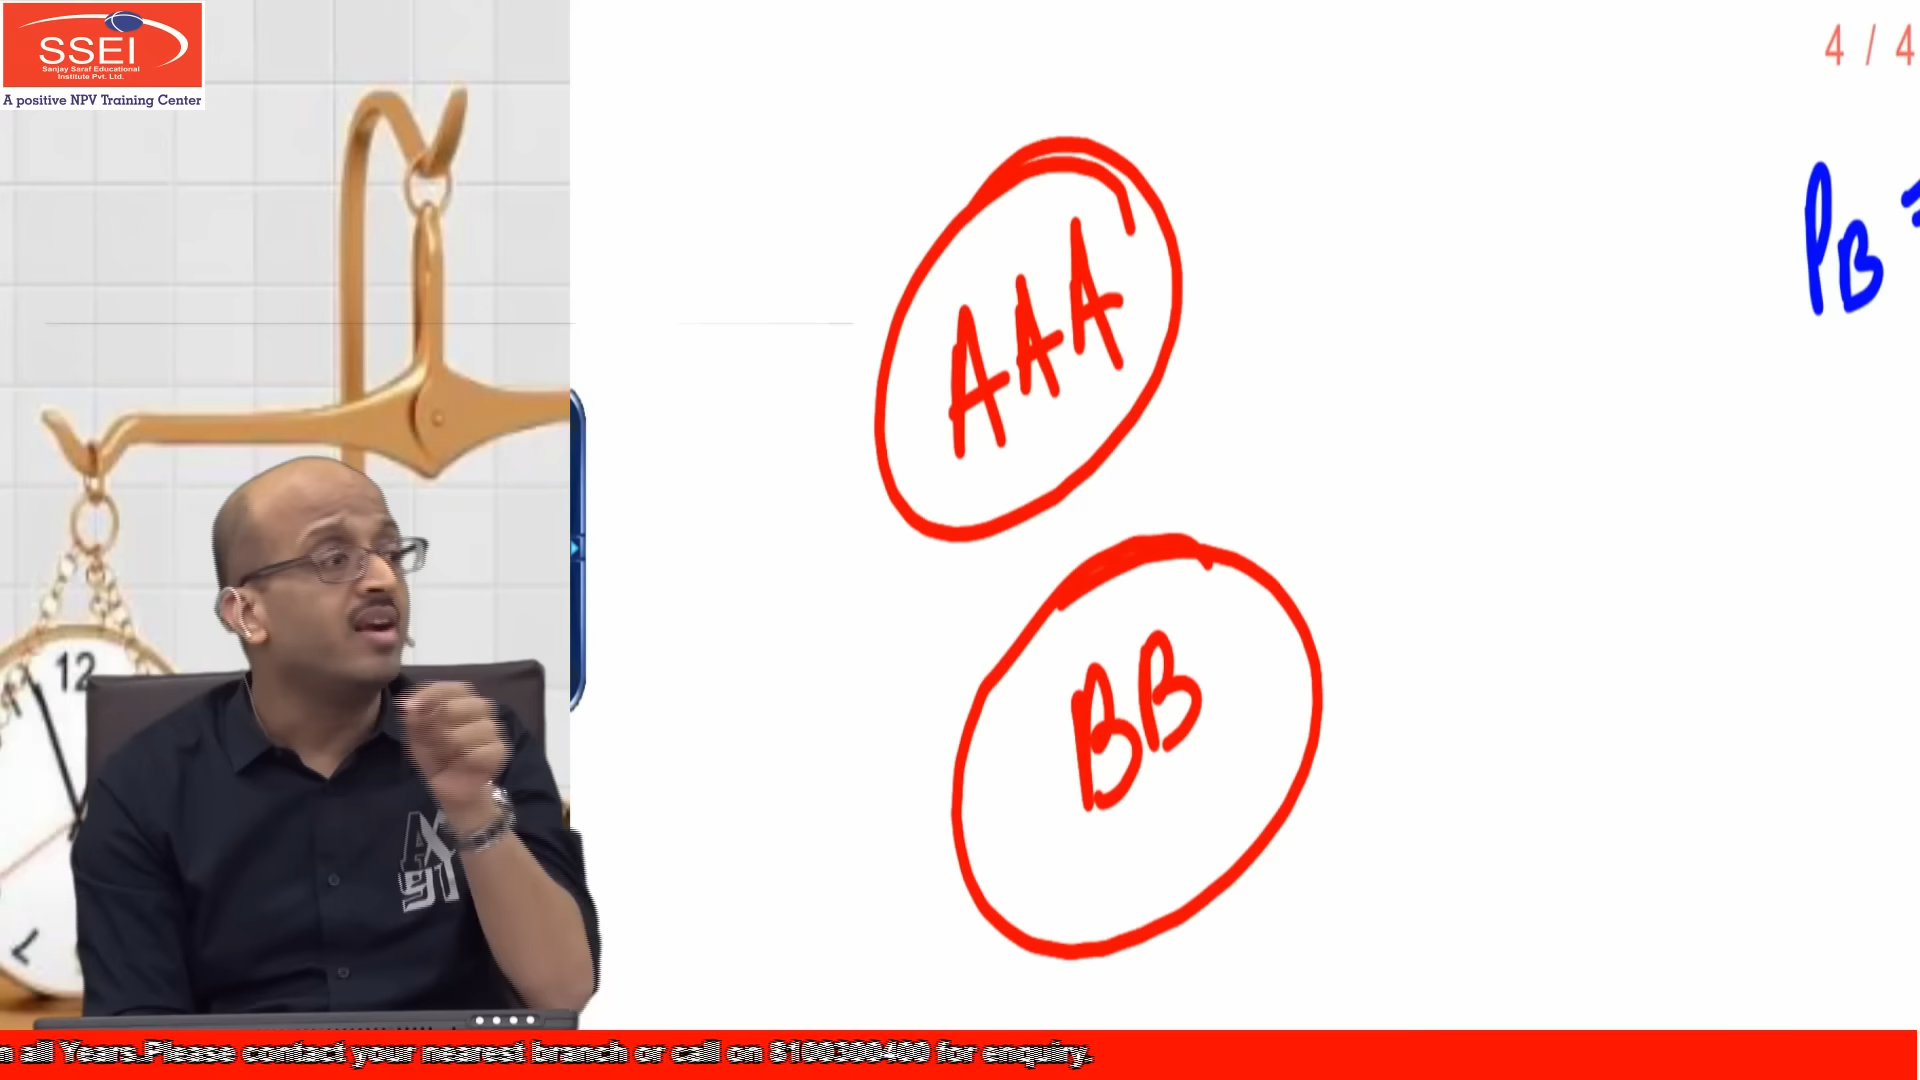 SSEI
Sanjay Saraf Educational
Institute Pvt. Ltd.
A positive NPV Training Center
4 / 4
PB =
AAA
12
BB
all Years.Please contact your nearest branch or call on for enquiry.